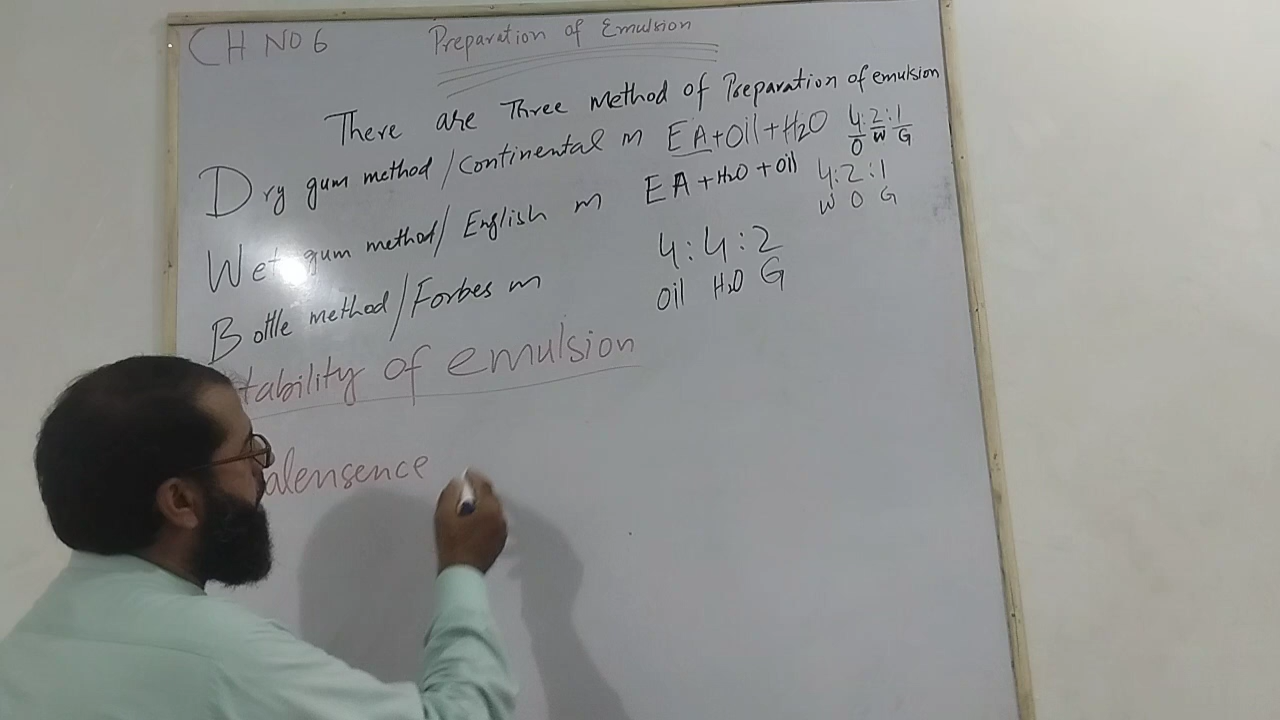 CH NO 6 Preparation of Emulsion
There are Three Method of Preparation of emulsion
Dry gum method/Continental m EA+Oil+H2O 4:2:1
O W G
Wet gum method/English m EA+H2O+Oil 4:2:1
W O G
Bottle method/Forbes m 4:4:2
Oil H2O G
tability of emulsion
alensence